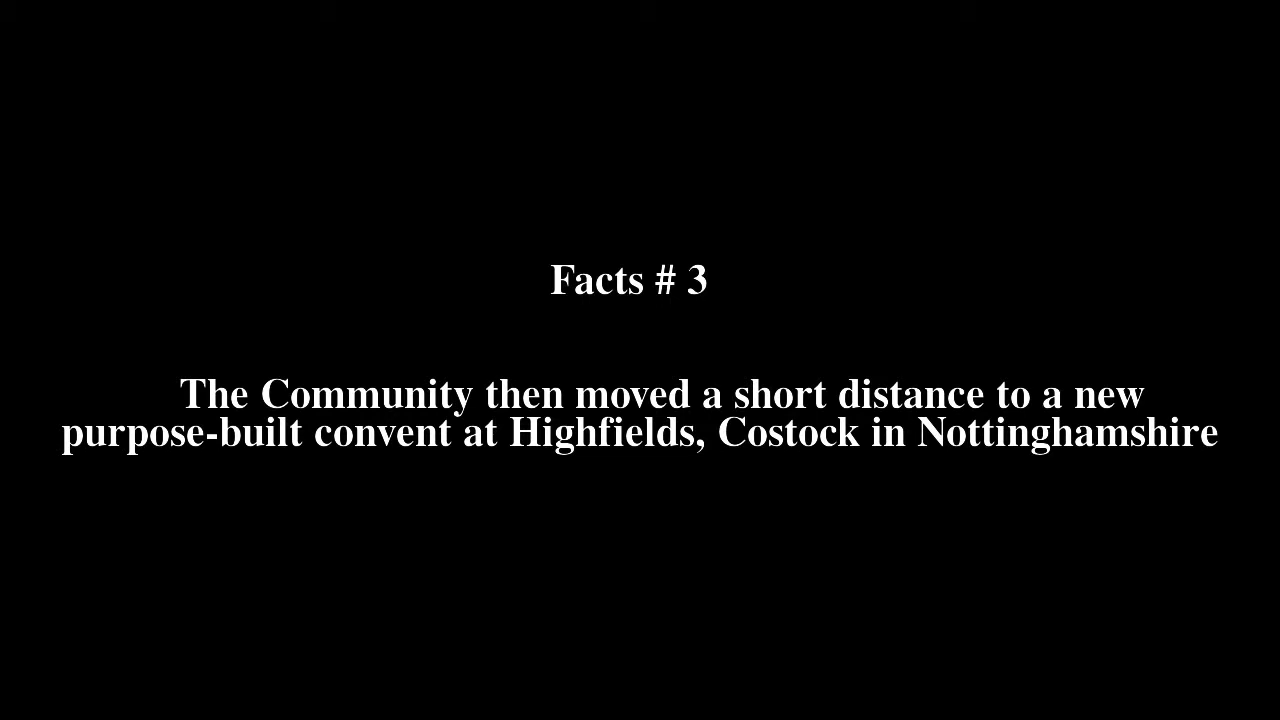 Facts # 3
The Community then moved a short distance to a new
purpose-built convent at Highfields, Costock in Nottinghamshire